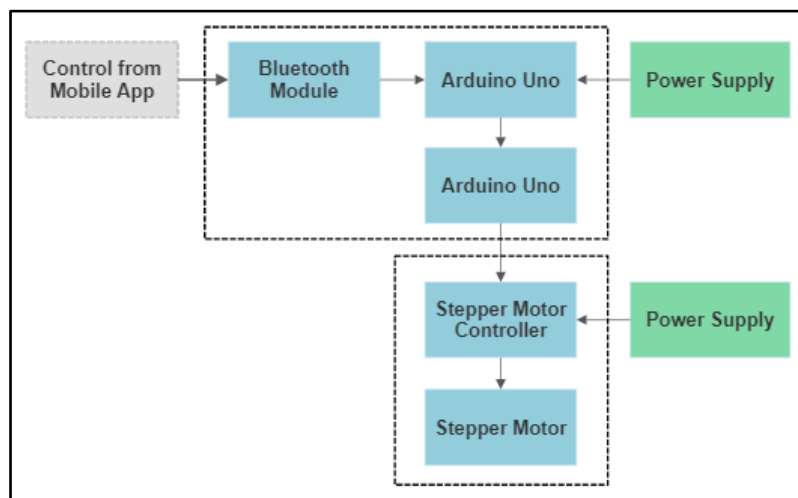 Control from
Mobile App
Bluetooth
Module
Arduino Uno
Power Supply
Arduino Uno
Stepper Motor
Controller
Power Supply
Stepper Motor